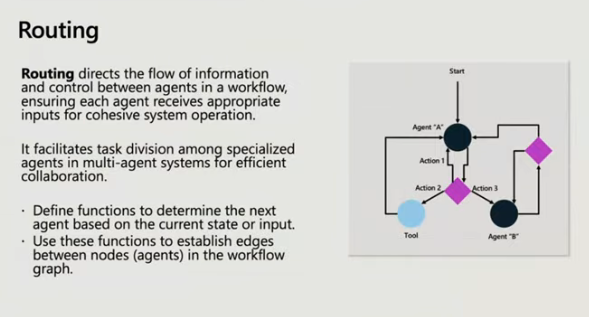 Routing
Routing directs the flow of information
and control between agents in a workflow,
ensuring each agent receives appropriate
inputs for cohesive system operation.
It facilitates task division among specialized
agents in multi-agent systems for efficient
collaboration.
· Define functions to determine the next
agent based on the current state or input.
· Use these functions to establish edges
between nodes (agents) in the workflow
graph.
Start
Agent "A"
Action 1
Action 2
Action 3
Tool
Agent "B"